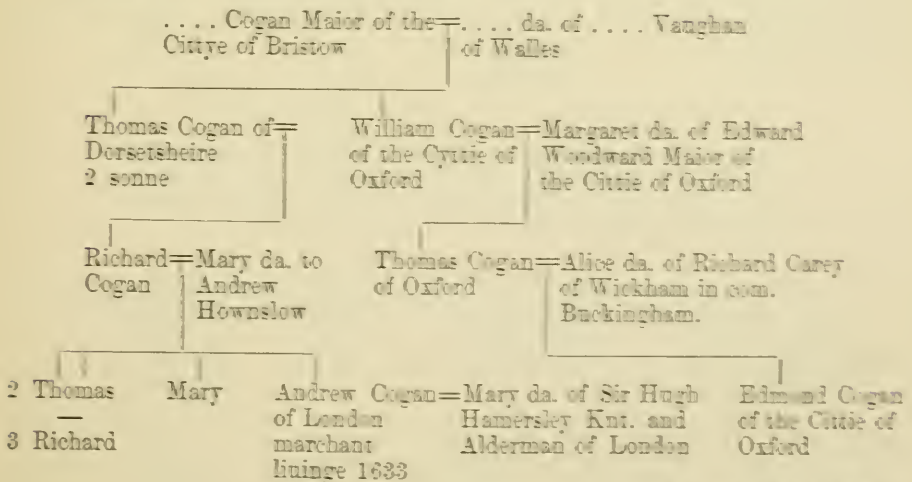 . . . . Cogan Maior of the
Cittye of Bristow
. . . . da. of . . . . Vaughan
of Walles
Thomas Cogan of
Dorsetsheire
2 sonne
William Cogan
of the Cyttie of
Oxford
Margaret da. of Edward
Woodward Maior of
the Cittie of Oxford
Richard
Cogan
Mary da. to
Andrew
Hownslow
Thomas Cogan
of Oxford
Alice da. of Richard Carey
of Wickham in com.
Buckingham.
2 Thomas
3 Richard
Mary
Andrew Cogan
of London
marchant
liuinge 1633
Mary da. of Sir Hugh
Hamersley Knt. and
Alderman of London
Edmond Cogan
of the Cittie of
Oxford